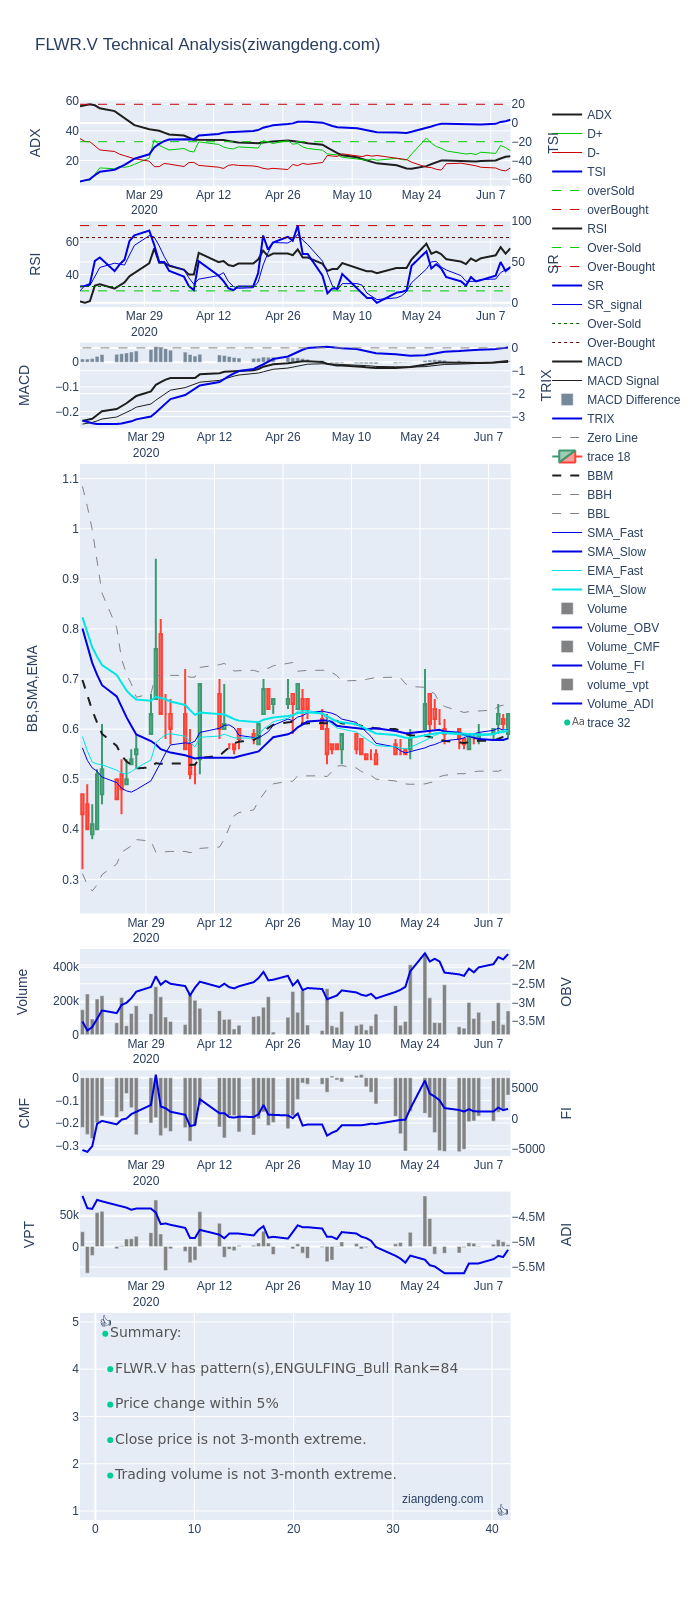 FLWR.V Technical Analysis(ziwangdeng.com)
60
40
20
ADX
20
0
−20
−40
−60
TSI
Mar 29
2020
Apr 12
Apr 26
May 10
May 24
Jun 7
60
40
RSI
100
50
0
SR
Mar 29
2020
Apr 12
Apr 26
May 10
May 24
Jun 7
0
−0.1
−0.2
MACD
0
−1
−2
−3
TRIX
Mar 29
2020
Apr 12
Apr 26
May 10
May 24
Jun 7
1.1
1
0.9
0.8
0.7
0.6
0.5
0.4
0.3
BB,SMA,EMA
Mar 29
2020
Apr 12
Apr 26
May 10
May 24
Jun 7
400k
200k
0
Volume
−2M
−2.5M
−3M
−3.5M
OBV
Mar 29
2020
Apr 12
Apr 26
May 10
May 24
Jun 7
0
−0.1
−0.2
−0.3
CMF
5000
0
−5000
FI
Mar 29
2020
Apr 12
Apr 26
May 10
May 24
Jun 7
50k
0
VPT
−4.5M
−5M
−5.5M
ADI
Mar 29
2020
Apr 12
Apr 26
May 10
May 24
Jun 7
5
4
3
2
1
👍
Summary:
FLWR.V has pattern(s),ENGULFING_Bull Rank=84
Price change within 5%
Close price is not 3-month extreme.
Trading volume is not 3-month extreme.
ziangdeng.com
👍
0
10
20
30
40
ADX
D+
D-
TSI
overSold
overBought
RSI
Over-Sold
Over-Bought
SR
SR_signal
Over-Sold
Over-Bought
MACD
MACD Signal
MACD Difference
TRIX
Zero Line
trace 18
BBM
BBH
BBL
SMA_Fast
SMA_Slow
EMA_Fast
EMA_Slow
Volume
Volume_OBV
Volume_CMF
Volume_FI
volume_vpt
Volume_ADI
Aa trace 32